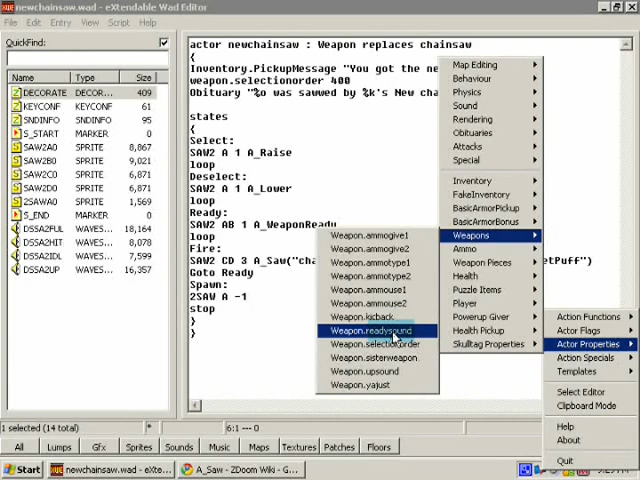 newchainsaw.wad - eXtendable Wad Editor
File Edit Entry View Script Help
QuickFind:
Name Type Size
DECORATE DECOR... 409
KEYCONF KEYCONF 61
SNDINFO SNDINFO 95
S_START MARKER 0
SAW2A0 SPRITE 8,867
SAW2B0 SPRITE 9,021
SAW2C0 SPRITE 6,871
SAW2D0 SPRITE 6,871
2SAWA0 SPRITE 1,569
S_END MARKER 0
DSSA2FUL WAVES... 18,164
DSSA2HIT WAVES... 8,078
DSSA2IDL WAVES... 7,599
DSSA2UP WAVES... 16,357
actor newchainsaw : Weapon replaces chainsaw
{
Inventory.PickupMessage "You got the ne
weapon.selectionorder 400
Obituary "%o was sawwed by %k's New cha
states
{
Select:
SAW2 A 1 A_Raise
loop
Deselect:
SAW2 A 1 A_Lower
loop
Ready:
SAW2 AB 1 A_WeaponReady
loop
Fire:
SAW2 CD 3 A_Saw("cha
etPuff")
Goto Ready
Spawn:
2SAW A -1
stop
}
}
Weapon.ammogive1
Weapon.ammogive2
Weapon.ammotype1
Weapon.ammotype2
Weapon.ammouse1
Weapon.ammouse2
Weapon.kicback
Weapon.readysound
Weapon.selectionorder
Weapon.sisterweapon
Weapon.upsound
Weapon.yajust
Map Editing
Behaviour
Physics
Sound
Rendering
Obituaries
Attacks
Special
Inventory
FakeInventory
BasicArmorPickup
BasicArmorBonus
Weapons
Ammo
Weapon Pieces
Health
Puzzle Items
Player
Powerup Giver
Health Pickup
Skulltag Properties
Action Functions
Actor Flags
Actor Properties
Action Specials
Templates
Select Editor
Clipboard Mode
Help
About
Quit
1 selected (14 total) * 6:1 --0
All Lumps Gfx Sprites Sounds Music Maps Textures Patches Floors
Start newchainsaw.wad - eXte... A_Saw - ZDoom Wiki - G...